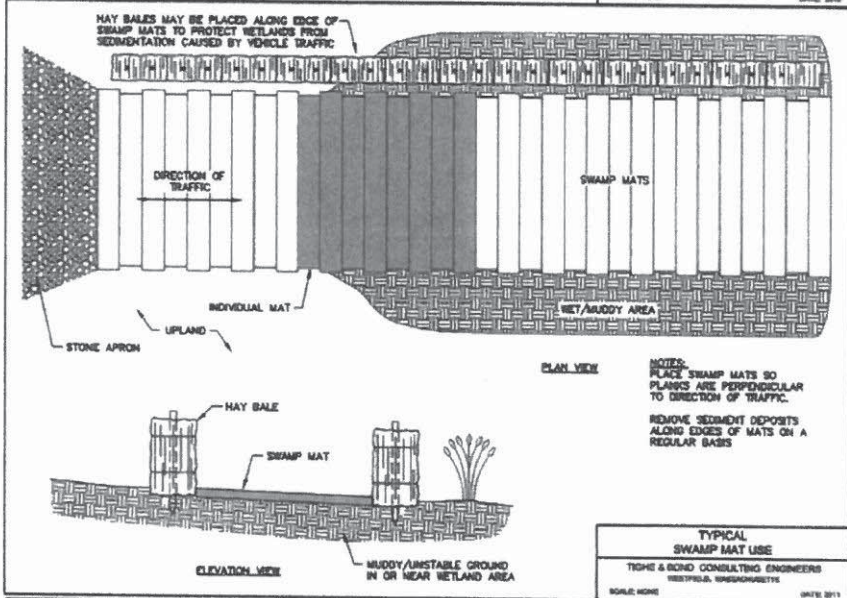 HAY BALES MAY BE PLACED ALONG EDGE OF
SWAMP MATS TO PROTECT WETLANDS FROM
SEDIMENTATION CAUSED BY VEHICLE TRAFFIC
DIRECTION OF
TRAFFIC
SWAMP MATS
INDIVIDUAL MAT
WET/MUDDY AREA
UPLAND
STONE APRON
PLAN VIEW
NOTES:
PLACE SWAMP MATS SO
PLANKS ARE PERPENDICULAR
TO DIRECTION OF TRAFFIC.
REMOVE SEDIMENT DEPOSITS
ALONG EDGES OF MATS ON A
REGULAR BASIS
HAY BALE
SWAMP MAT
ELEVATION VIEW
MUDDY/UNSTABLE GROUND
IN OR NEAR WETLAND AREA
TYPICAL
SWAMP MAT USE
TIGHE & BOND CONSULTING ENGINEERS
WESTFIELD, MASSACHUSETTS
SCALE: NONE
DATE: 2011